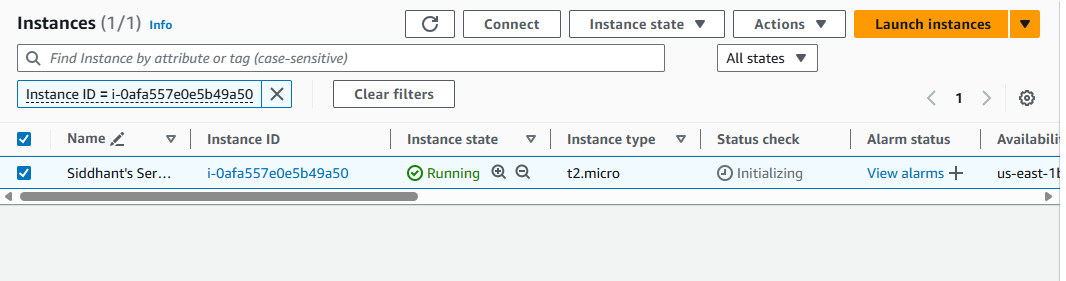 Instances (1/1) Info Connect Instance state Actions Launch instances
Find Instance by attribute or tag (case-sensitive) All states
Instance ID = i-0afa557e0e5b49a50 Clear filters 1
Name Instance ID Instance state Instance type Status check Alarm status Availabili
Siddhant's Ser... i-0afa557e0e5b49a50 Running t2.micro Initializing View alarms + us-east-1b